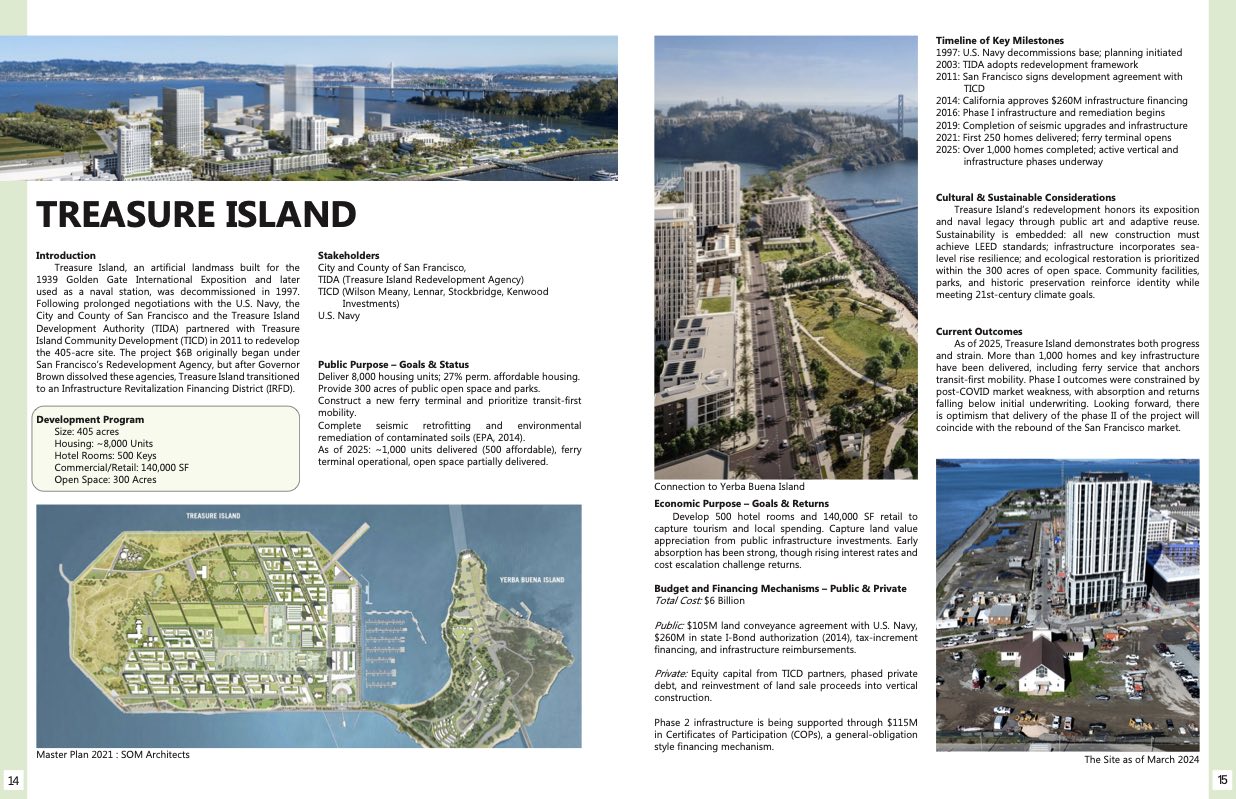 TREASURE ISLAND
Introduction
Treasure Island, an artificial landmass built for the
1939 Golden Gate International Exposition and later
used as a naval station, was decommissioned in 1997.
Following prolonged negotiations with the U.S. Navy, the
City and County of San Francisco and the Treasure Island
Development Authority (TIDA) partnered with Treasure
Island Community Development (TICD) in 2011 to redevelop
the 405-acre site. The project $6B originally began under
San Francisco's Redevelopment Agency, but after Governor
Brown dissolved these agencies, Treasure Island transitioned
to an Infrastructure Revitalization Financing District (IRFD).
Development Program
Size: 405 acres
Housing: ~8,000 Units
Hotel Rooms: 500 Keys
Commercial/Retail: 140,000 SF
Open Space: 300 Acres
Stakeholders
City and County of San Francisco,
TIDA (Treasure Island Redevelopment Agency)
TICD (Wilson Meany, Lennar, Stockbridge, Kenwood
Investments)
U.S. Navy
Public Purpose – Goals & Status
Deliver 8,000 housing units; 27% perm. affordable housing.
Provide 300 acres of public open space and parks.
Construct a new ferry terminal and prioritize transit-first
mobility.
Complete seismic retrofitting and environmental
remediation of contaminated soils (EPA, 2014).
As of 2025: ~1,000 units delivered (500 affordable), ferry
terminal operational, open space partially delivered.
TREASURE ISLAND
YERBA BUENA ISLAND
Master Plan 2021 : SOM Architects
14
Connection to Yerba Buena Island
Economic Purpose – Goals & Returns
Develop 500 hotel rooms and 140,000 SF retail to
capture tourism and local spending. Capture land value
appreciation from public infrastructure investments. Early
absorption has been strong, though rising interest rates and
cost escalation challenge returns.
Budget and Financing Mechanisms – Public & Private
Total Cost: $6 Billion
Public: $105M land conveyance agreement with U.S. Navy,
$260M in state I-Bond authorization (2014), tax-increment
financing, and infrastructure reimbursements.
Private: Equity capital from TICD partners, phased private
debt, and reinvestment of land sale proceeds into vertical
construction.
Phase 2 infrastructure is being supported through $115M
in Certificates of Participation (COPs), a general-obligation
style financing mechanism.
Timeline of Key Milestones
1997: U.S. Navy decommissions base; planning initiated
2003: TIDA adopts redevelopment framework
2011: San Francisco signs development agreement with
TICD
2014: California approves $260M infrastructure financing
2016: Phase I infrastructure and remediation begins
2019: Completion of seismic upgrades and infrastructure
2021: First 250 homes delivered; ferry terminal opens
2025: Over 1,000 homes completed; active vertical and
infrastructure phases underway
Cultural & Sustainable Considerations
Treasure Island's redevelopment honors its exposition
and naval legacy through public art and adaptive reuse.
Sustainability is embedded: all new construction must
achieve LEED standards; infrastructure incorporates sea-
level rise resilience; and ecological restoration is prioritized
within the 300 acres of open space. Community facilities,
parks, and historic preservation reinforce identity while
meeting 21st-century climate goals.
Current Outcomes
As of 2025, Treasure Island demonstrates both progress
and strain. More than 1,000 homes and key infrastructure
have been delivered, including ferry service that anchors
transit-first mobility. Phase I outcomes were constrained by
post-COVID market weakness, with absorption and returns
falling below initial underwriting. Looking forward, there
is optimism that delivery of the phase II of the project will
coincide with the rebound of the San Francisco market.
The Site as of March 2024
15